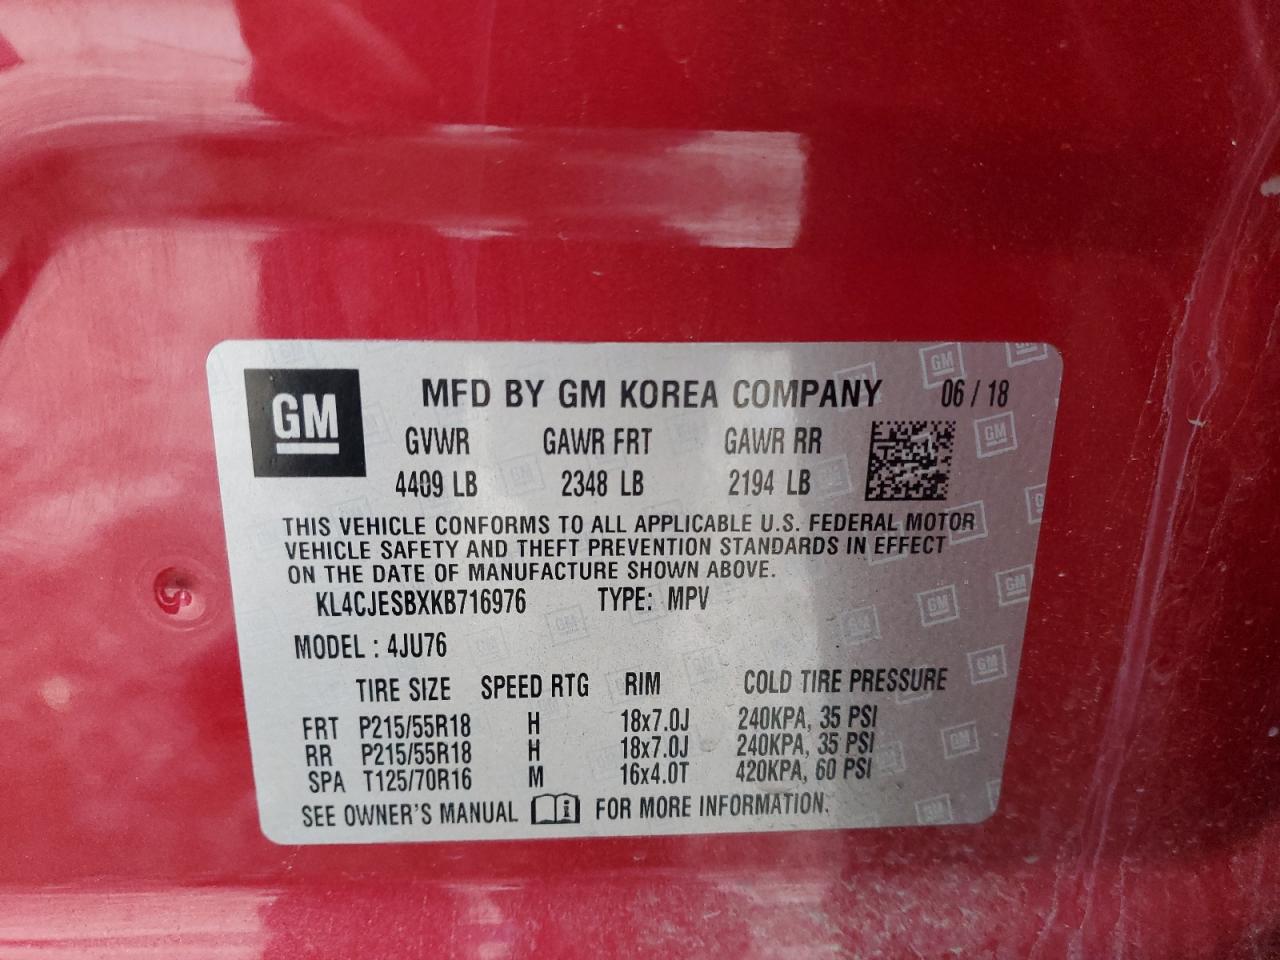 GM MFD BY GM KOREA COMPANY 06 / 18
GVWR GAWR FRT GAWR RR
4409 LB 2348 LB 2194 LB
THIS VEHICLE CONFORMS TO ALL APPLICABLE U.S. FEDERAL MOTOR
VEHICLE SAFETY AND THEFT PREVENTION STANDARDS IN EFFECT
ON THE DATE OF MANUFACTURE SHOWN ABOVE.
KL4CJESBXKB716976 TYPE: MPV
MODEL : 4JU76
TIRE SIZE SPEED RTG RIM COLD TIRE PRESSURE
FRT P215/55R18 H 18x7.0J 240KPA, 35 PSI
RR P215/55R18 H 18x7.0J 240KPA, 35 PSI
SPA T125/70R16 M 16x4.0T 420KPA, 60 PSI
SEE OWNER'S MANUAL i FOR MORE INFORMATION.